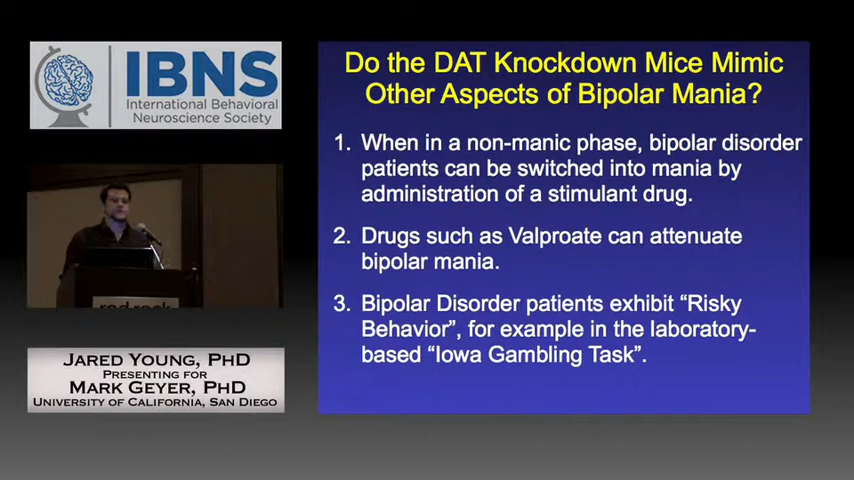 IBNS
International Behavioral
Neuroscience Society
Do the DAT Knockdown Mice Mimic
Other Aspects of Bipolar Mania?
1. When in a non-manic phase, bipolar disorder
patients can be switched into mania by
administration of a stimulant drug.
2. Drugs such as Valproate can attenuate
bipolar mania.
3. Bipolar Disorder patients exhibit “Risky
Behavior”, for example in the laboratory-
based “Iowa Gambling Task”.
red rock
Jared Young, PhD
Presenting for
Mark Geyer, PhD
University of California, San Diego